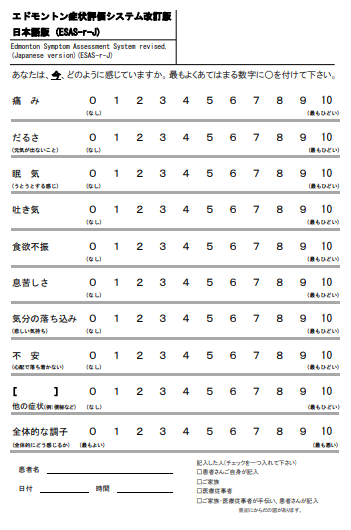 エドモントン症状評価システム改訂版
日本語版 (ESAS-r-J)
Edmonton Symptom Assessment System revised,
(Japanese version)(ESAS-r-J)
あなたは、今、どのように感じていますか。最もよくあてはまる数字に○を付けて下さい。
痛 み 0 1 2 3 4 5 6 7 8 9 10
(なし) (最もひどい)
だるさ 0 1 2 3 4 5 6 7 8 9 10
(元気が出ないこと) (なし) (最もひどい)
眠 気 0 1 2 3 4 5 6 7 8 9 10
(うとうとする感じ) (なし) (最もひどい)
吐き気 0 1 2 3 4 5 6 7 8 9 10
(なし) (最もひどい)
食欲不振 0 1 2 3 4 5 6 7 8 9 10
(なし) (最もひどい)
息苦しさ 0 1 2 3 4 5 6 7 8 9 10
(なし) (最もひどい)
気分の落ち込み 0 1 2 3 4 5 6 7 8 9 10
(悲しい気持ち) (なし) (最もひどい)
不 安 0 1 2 3 4 5 6 7 8 9 10
(心配で落ち着かない) (なし) (最もひどい)
[ ] 0 1 2 3 4 5 6 7 8 9 10
他の症状(例:便秘など) (なし) (最もひどい)
全体的な調子 0 1 2 3 4 5 6 7 8 9 10
(全体的にどう感じるか) (最もよい) (最も悪い)
患者名
日付 時間
記入した人(チェックを一つ入れて下さい)
□患者さんご自身が記入
□ご家族
□医療従事者
□ご家族・医療従事者が手伝い、患者さんが記入
裏面にからだの図があります。